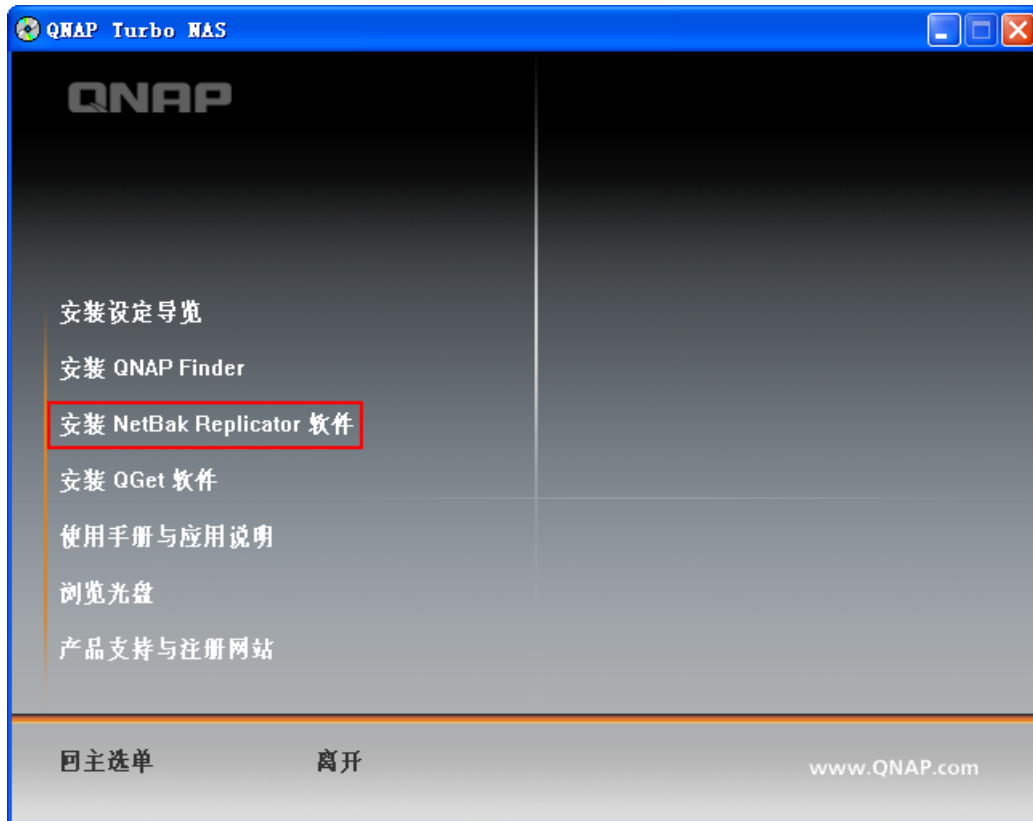 QNAP Turbo NAS
QNAP
安装设定导览
安装 QNAP Finder
安装 NetBak Replicator 软件
安装 QGet 软件
使用手册与应用说明
浏览光盘
产品支持与注册网站
回主选单
离开
www.QNAP.com